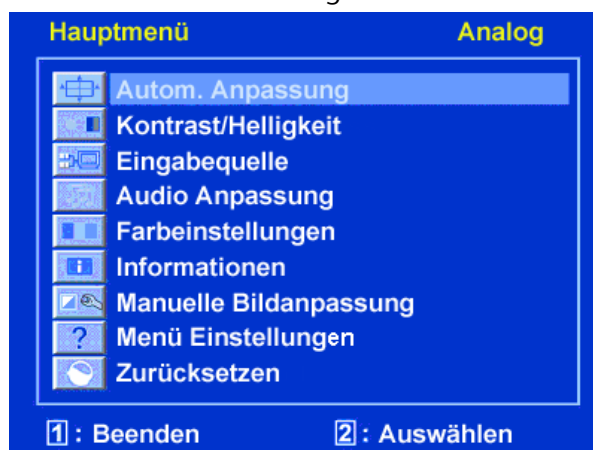 Hauptmenü Analog
Autom. Anpassung
Kontrast/Helligkeit
Eingabequelle
Audio Anpassung
Farbeinstellungen
Informationen
Manuelle Bildanpassung
Menü Einstellungen
Zurücksetzen
1 : Beenden 2 : Auswählen